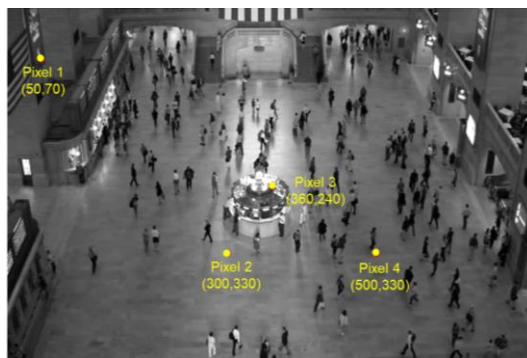 Pixel 1
(50,70)
Pixel 3
(360,240)
Pixel 2
(300,330)
Pixel 4
(500,330)